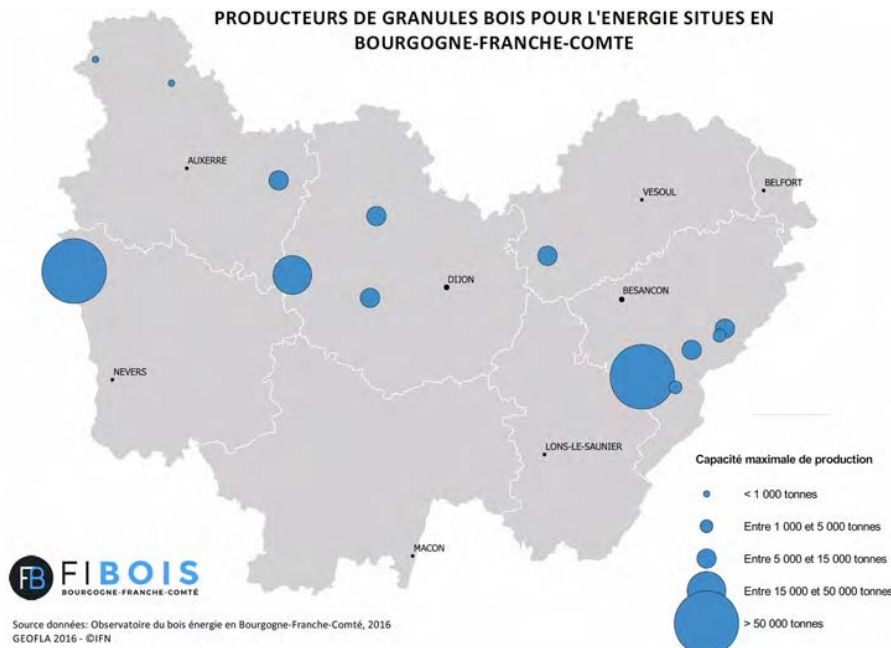 PRODUCTEURS DE GRANULES BOIS POUR L'ENERGIE SITUES EN
BOURGOGNE-FRANCHE-COMTE
AUXERRE
VESOUL
BELFORT
DIJON
BESANCON
NEVERS
LONS-LE-SAUNIER
MACON
Capacité maximale de production
< 1 000 tonnes
Entre 1 000 et 5 000 tonnes
Entre 5 000 et 15 000 tonnes
Entre 15 000 et 50 000 tonnes
> 50 000 tonnes
FB FIBOIS
BOURGOGNE-FRANCHE-COMTÉ
Source données: Observatoire du bois énergie en Bourgogne-Franche-Comté, 2016
GEOFLA 2016 - ©IFN